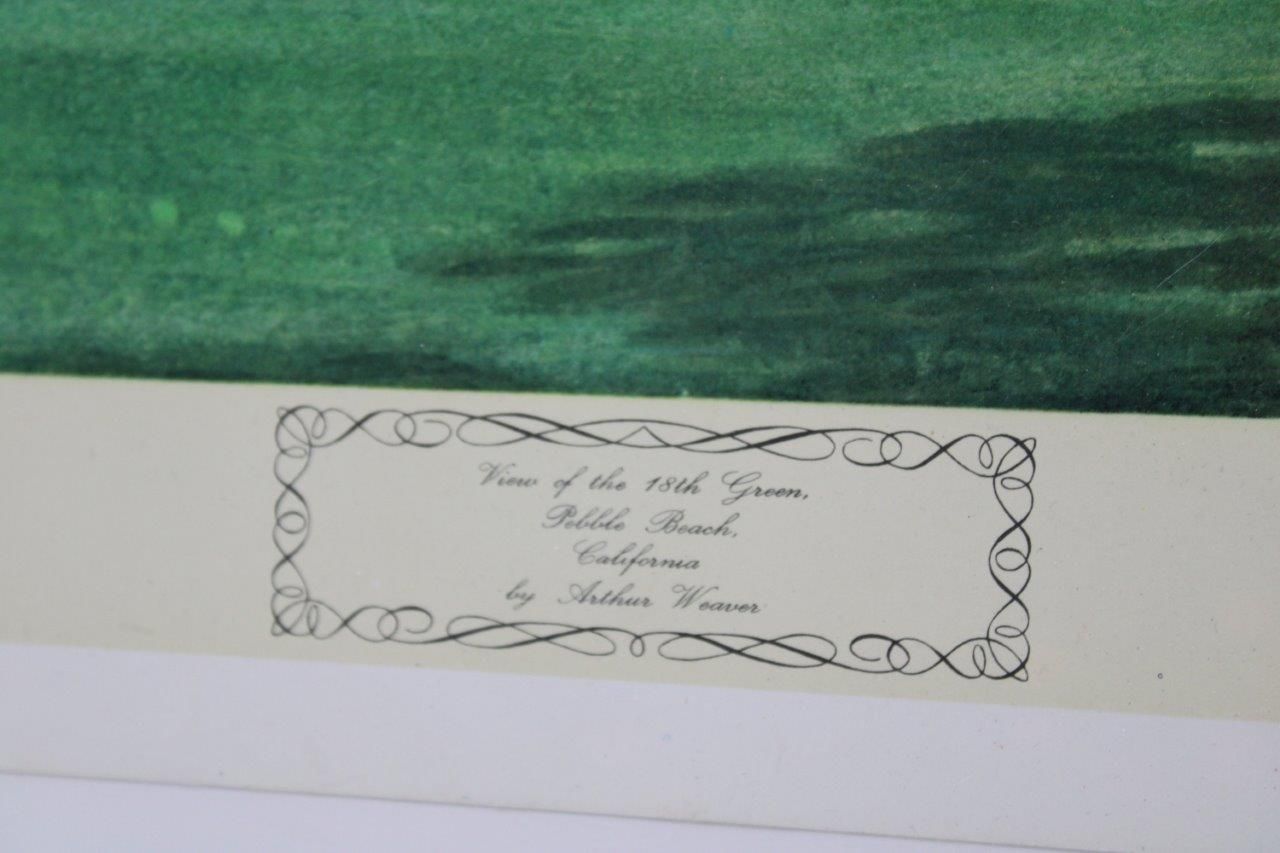 View of the 18th Green,
Pebble Beach,
California
by Arthur Weaver